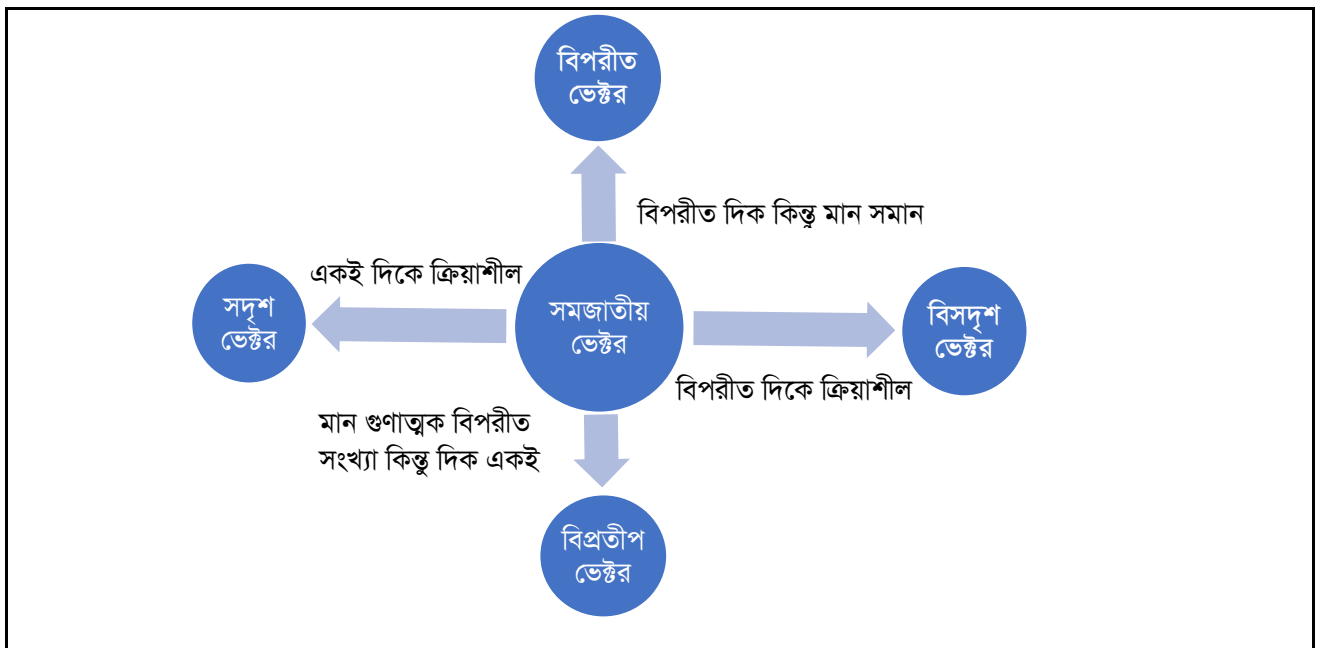 বিপরীত
ভেক্টর
বিপরীত দিক কিন্তু মান সমান
একই দিকে ক্রিয়াশীল
সদৃশ
ভেক্টর
সমজাতীয়
ভেক্টর
বিসদৃশ
ভেক্টর
বিপরীত দিকে ক্রিয়াশীল
মান গুণাত্মক বিপরীত
সংখ্যা কিন্তু দিক একই
বিপ্রতীপ
ভেক্টর